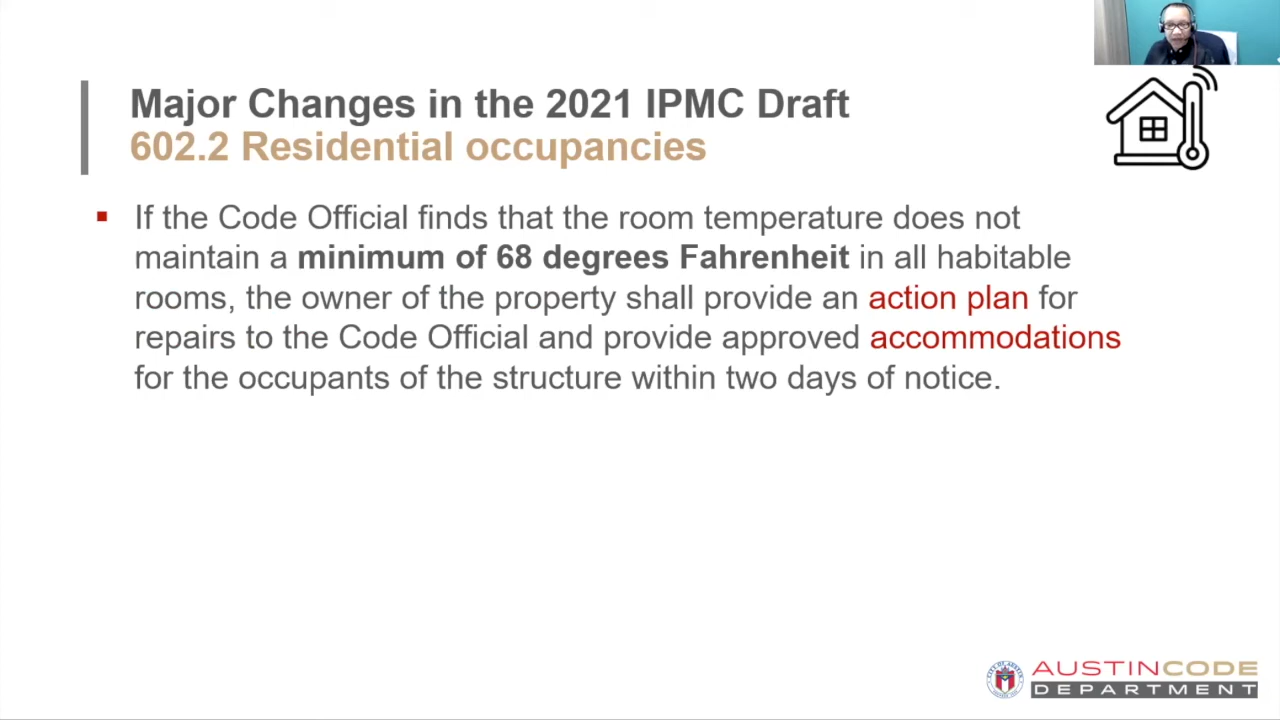 Major Changes in the 2021 IPMC Draft
602.2 Residential occupancies
If the Code Official finds that the room temperature does not
maintain a minimum of 68 degrees Fahrenheit in all habitable
rooms, the owner of the property shall provide an action plan for
repairs to the Code Official and provide approved accommodations
for the occupants of the structure within two days of notice.
AUSTINCODE
DEPARTMENT